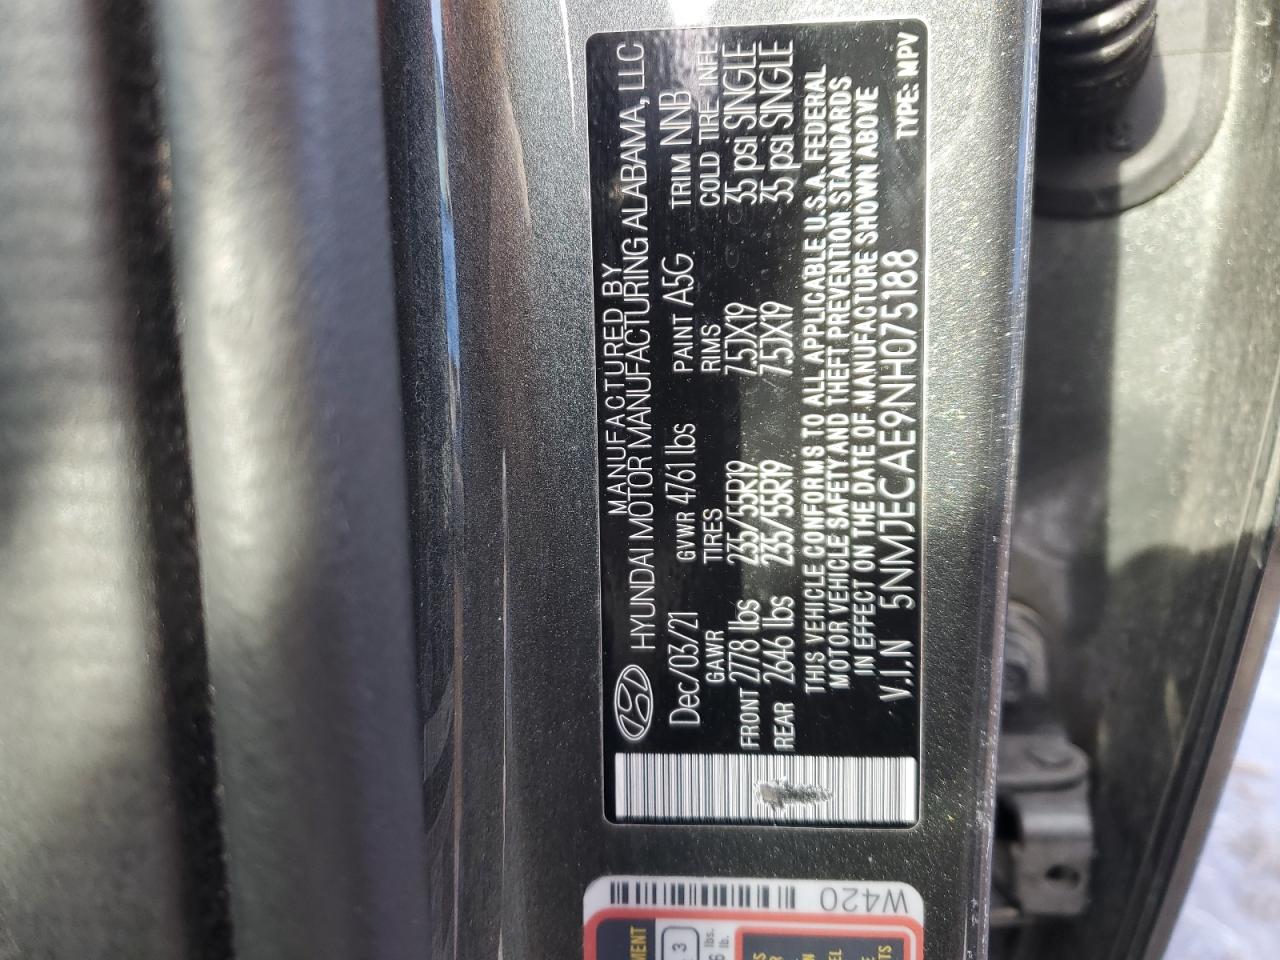 MANUFACTURED BY
HYUNDAI MOTOR MANUFACTURING ALABAMA, LLC
Dec/03/21 GVWR 4761 lbs PAINT A5G TRIM NNB
GAWR TIRES RIMS COLD TIRE INFL
FRONT 2778 lbs 235/55R19 7.5JX19 35 psi SINGLE
REAR 2646 lbs 235/55R19 7.5JX19 35 psi SINGLE
THIS VEHICLE CONFORMS TO ALL APPLICABLE U.S.A. FEDERAL
MOTOR VEHICLE SAFETY AND THEFT PREVENTION STANDARDS
IN EFFECT ON THE DATE OF MANUFACTURE SHOWN ABOVE
V.I.N 5NMJECAE9NH075188 TYPE: MPV
W420
3
lbs.
lb.